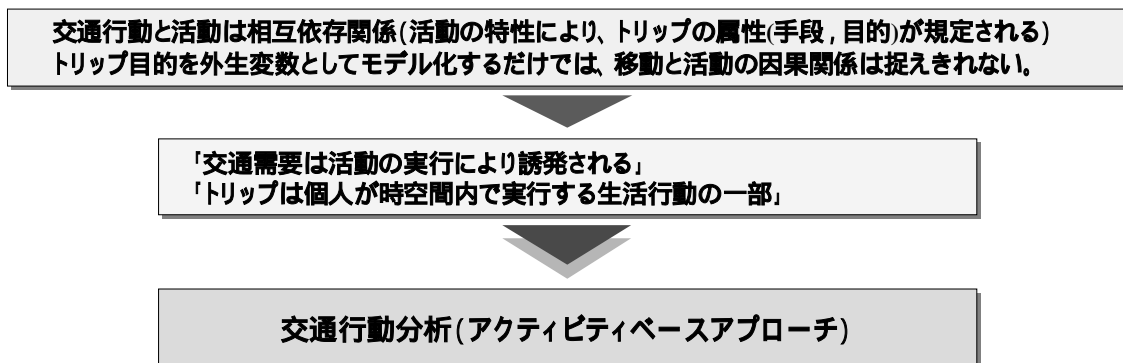 交通行動と活動は相互依存関係(活動の特性により、トリップの属性(手段,目的)が規定される)
トリップ目的を外生変数としてモデル化するだけでは、移動と活動の因果関係は捉えきれない。
「交通需要は活動の実行により誘発される」
「トリップは個人が時空間内で実行する生活行動の一部」
交通行動分析(アクティビティベースアプローチ)